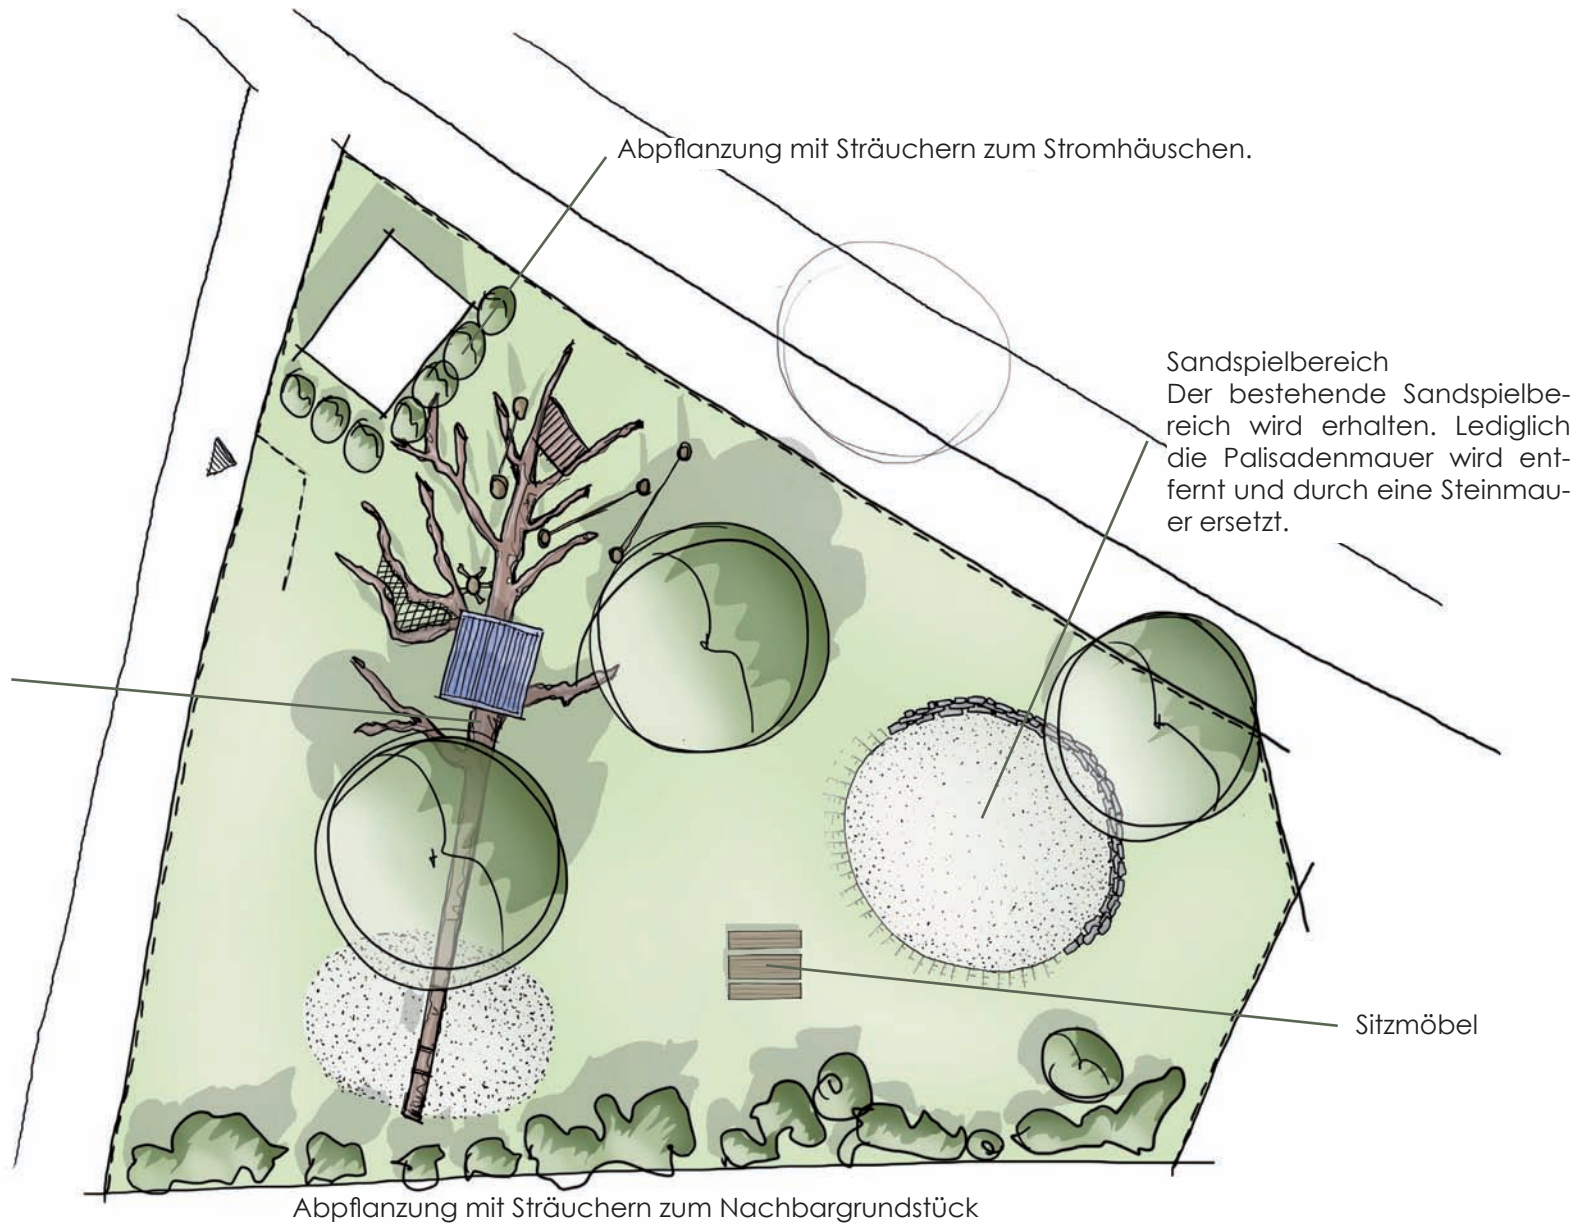 Abpflanzung mit Sträuchern zum Stromhäuschen.
Sandspielbereich
Der bestehende Sandspielbe-
reich wird erhalten. Lediglich
die Palisadenmauer wird ent-
fernt und durch eine Steinmau-
er ersetzt.
Sitzmöbel
Abpflanzung mit Sträuchern zum Nachbargrundstück